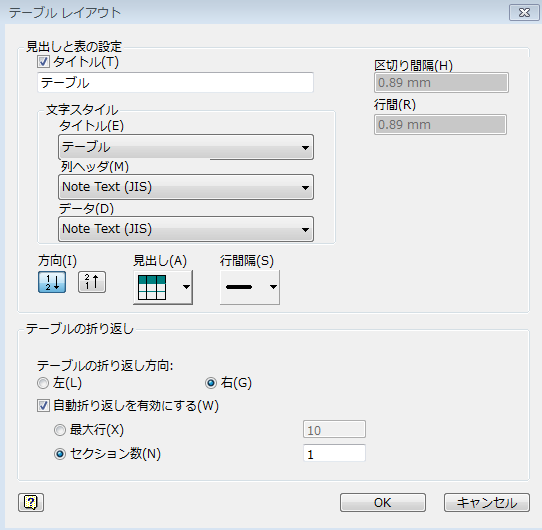 テーブル レイアウト
見出しと表の設定
タイトル(T)
テーブル
区切り間隔(H)
0.89 mm
行間(R)
0.89 mm
文字スタイル
タイトル(E)
テーブル
列ヘッダ(M)
Note Text (JIS)
データ(D)
Note Text (JIS)
方向(I)
見出し(A)
行間隔(S)
1
2
2
1
テーブルの折り返し
テーブルの折り返し方向:
左(L)
右(G)
自動折り返しを有効にする(W)
最大行(X)
10
セクション数(N)
1
?
OK
キャンセル